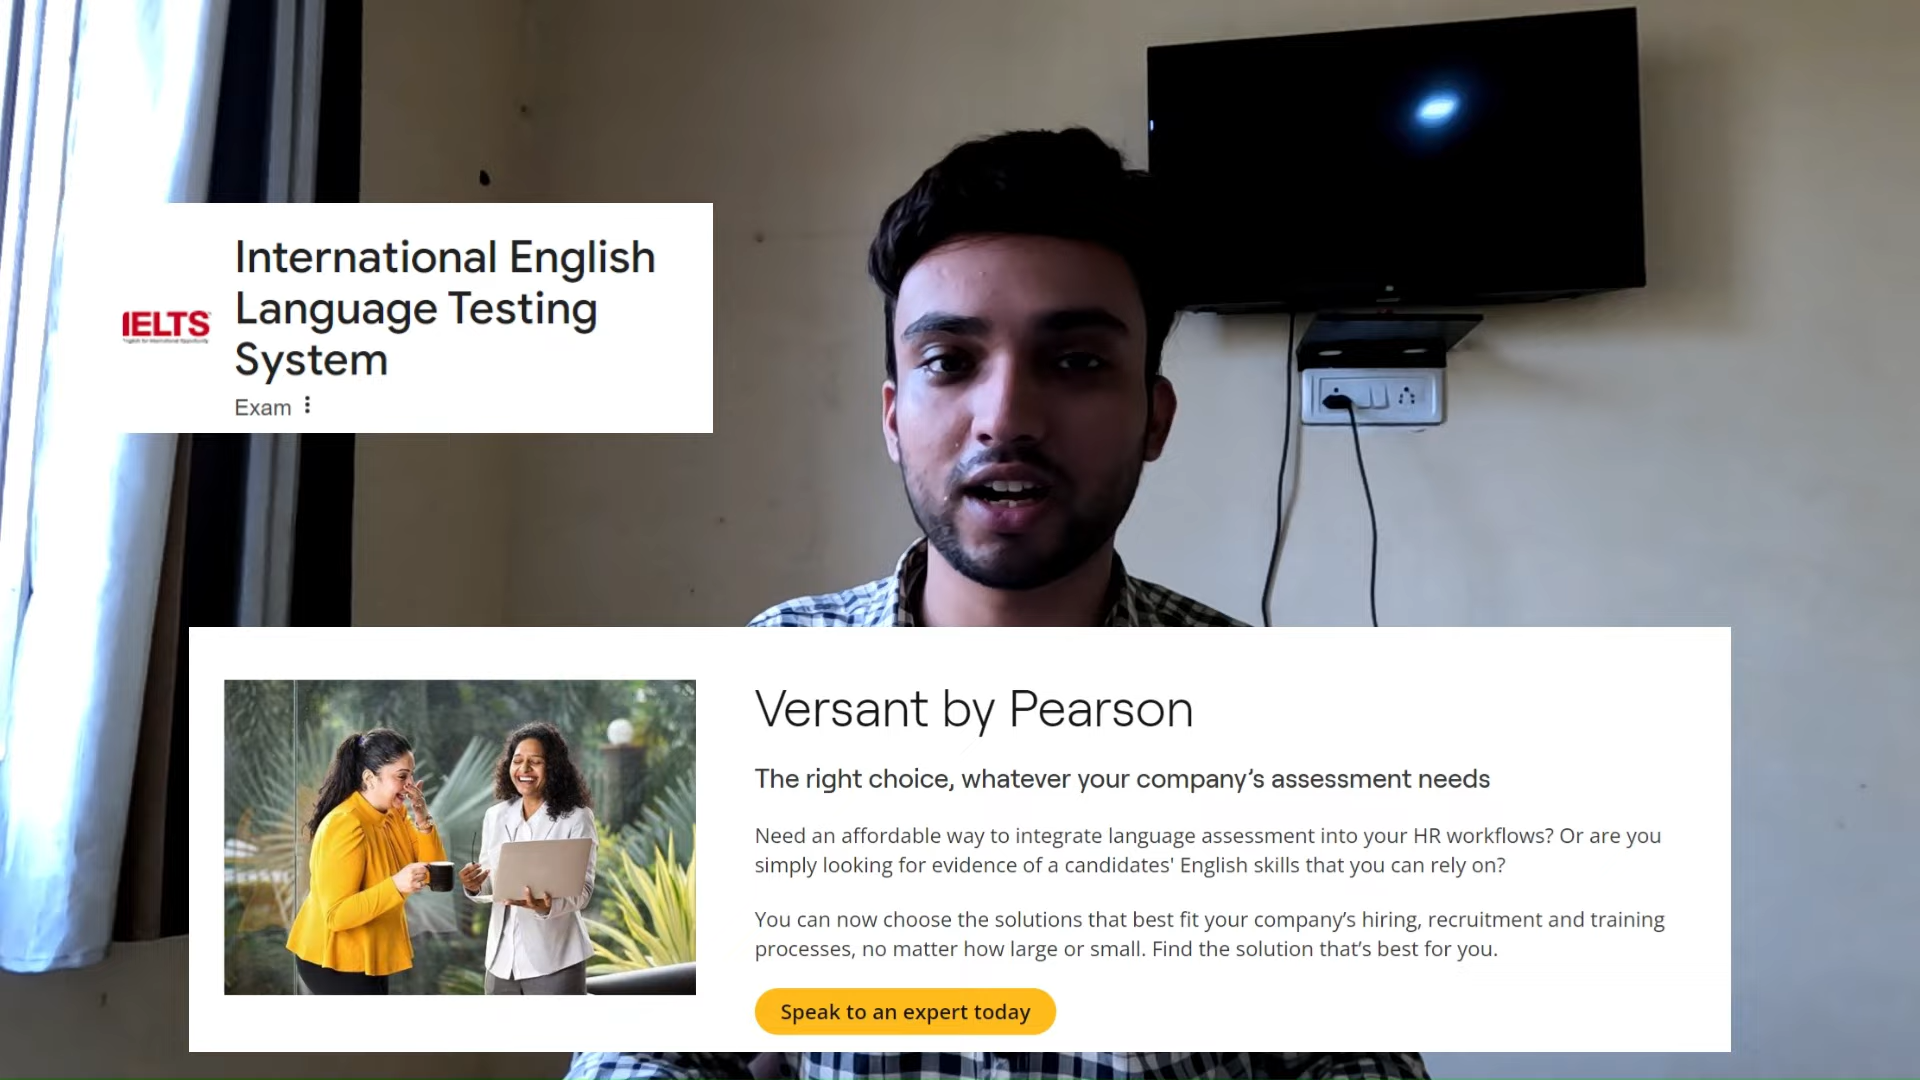 International English
Language Testing
System
IELTS
Exam
Versant by Pearson
The right choice, whatever your company's assessment needs
Need an affordable way to integrate language assessment into your HR workflows? Or are you
simply looking for evidence of a candidates' English skills that you can rely on?
You can now choose the solutions that best fit your company's hiring, recruitment and training
processes, no matter how large or small. Find the solution that's best for you.
Speak to an expert today